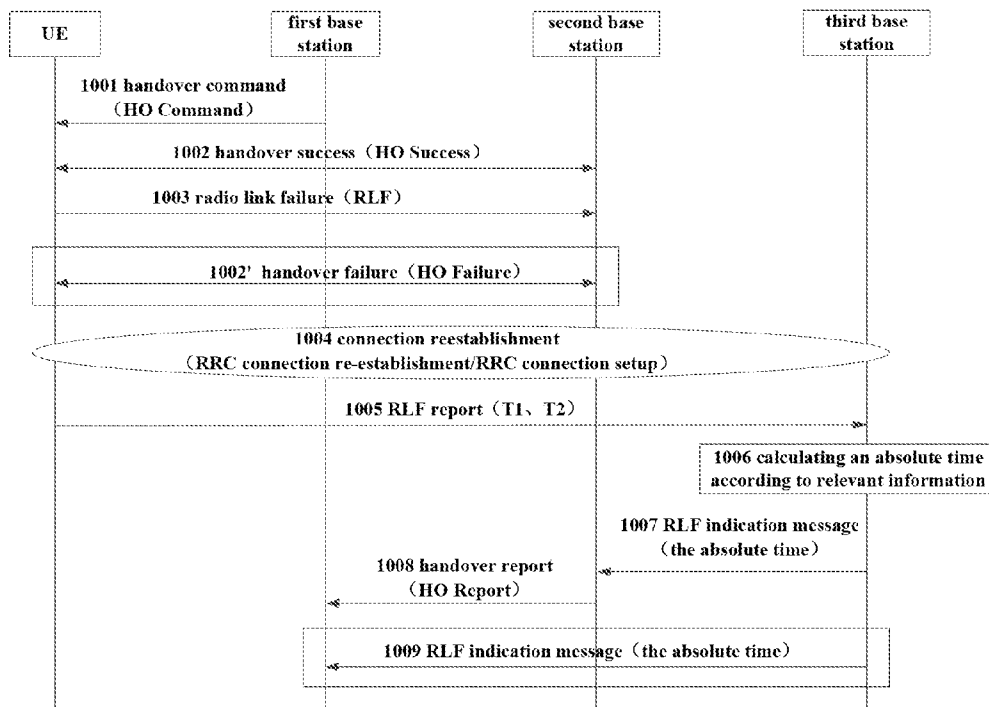 UE
first base
station
second base
station
third base
station
1001 handover command
（HO Command）
1002 handover success（HO Success）
1003 radio link failure（RLF）
1002' handover failure（HO Failure）
1004 connection reestablishment
（RRC connection re-establishment/RRC connection setup）
1005 RLF report（T1、T2）
1006 calculating an absolute time
according to relevant information
1007 RLF indication message
（the absolute time）
1008 handover report
（HO Report）
1009 RLF indication message（the absolute time）